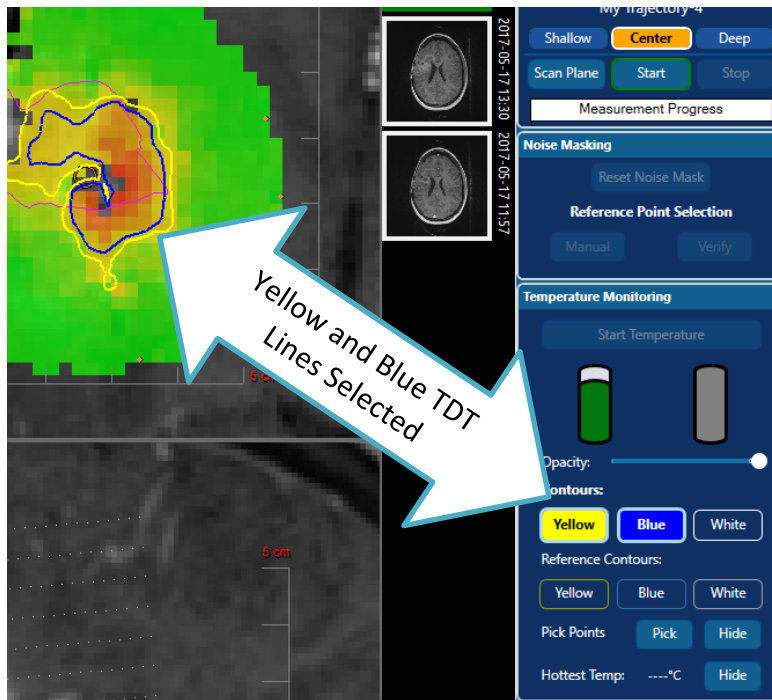 My Trajectory-4
Shallow
Center
Deep
Scan Plane
Start
Stop
Measurement Progress
2017-05-17 13:30
2017-05-17 11:57
Noise Masking
Reset Noise Mask
Reference Point Selection
Manual
Verify
Yellow and Blue TDT
Lines Selected
Temperature Monitoring
Start Temperature
5 cm
Opacity:
Contours:
Yellow
Blue
White
5 cm
Reference Contours:
Yellow
Blue
White
Pick Points
Pick
Hide
Hottest Temp:
----°C
Hide